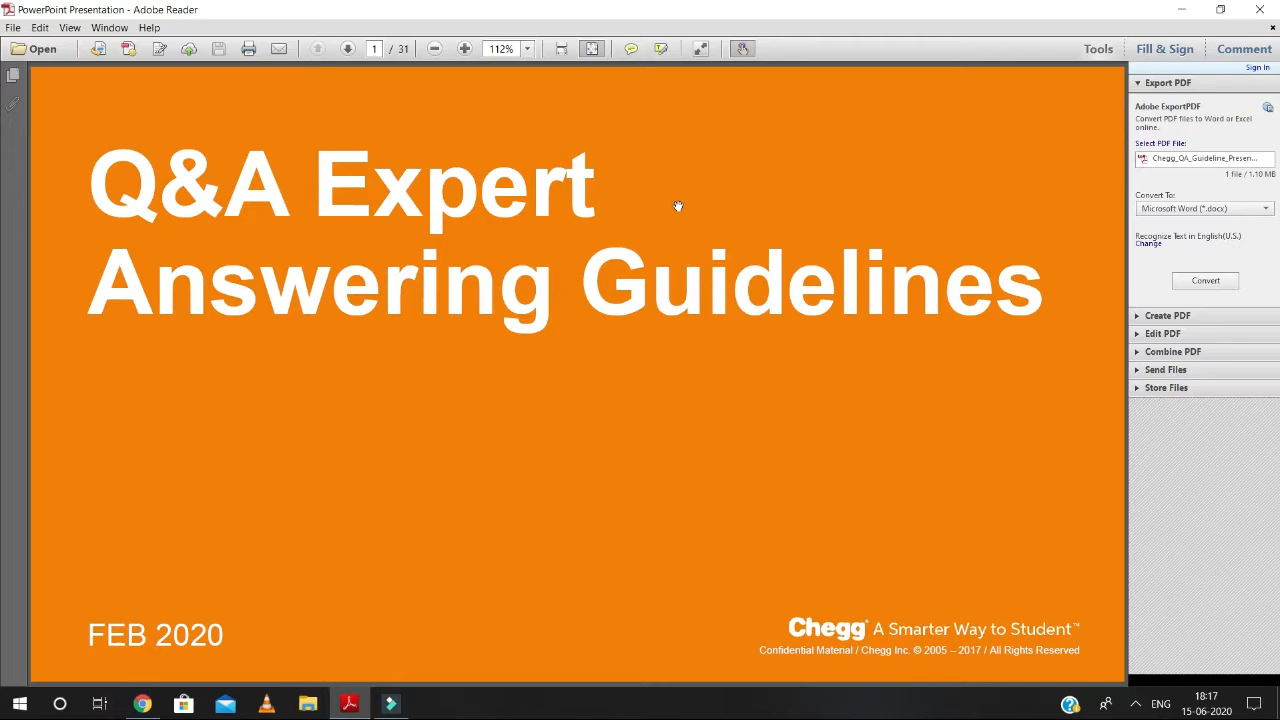 PowerPoint Presentation - Adobe Reader
File Edit View Window Help
Open 1 / 31 112% Tools Fill & Sign Comment
Sign In
Export PDF
Adobe ExportPDF
Convert PDF files to Word or Excel
online.
Select PDF File:
Chegg_QA_Guideline_Presen...
1 file / 1.10 MB
Convert To:
Microsoft Word (*.docx)
Recognize Text in English(U.S.)
Change
Convert
Create PDF
Edit PDF
Combine PDF
Send Files
Store Files
Q&A Expert
Answering Guidelines
FEB 2020
Chegg® A Smarter Way to Student™
Confidential Material / Chegg Inc. © 2005 – 2017 / All Rights Reserved
ENG
18:17
15-06-2020